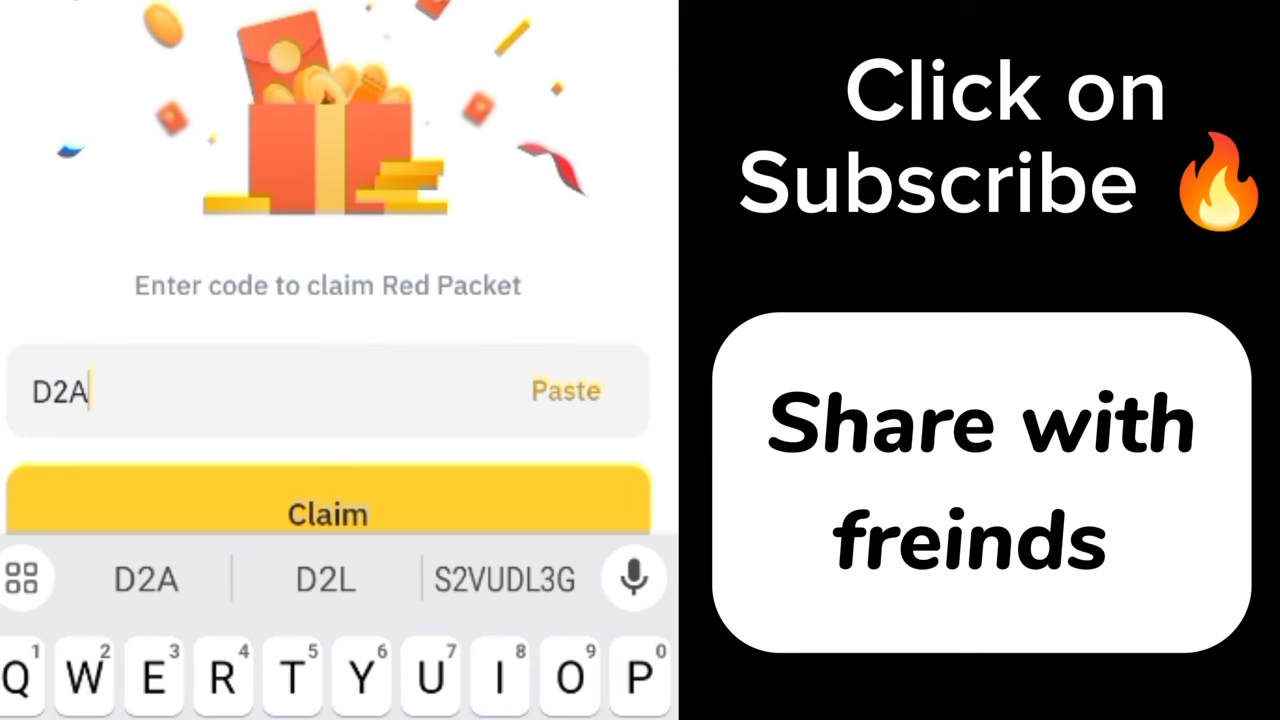 Enter code to claim Red Packet
D2A
Paste
Claim
D2A D2L S2VUDL3G
1 2 3 4 5 6 7 8 9 0
Q W E R T Y U I O P
Click on
Subscribe 🔥
Share with
freinds